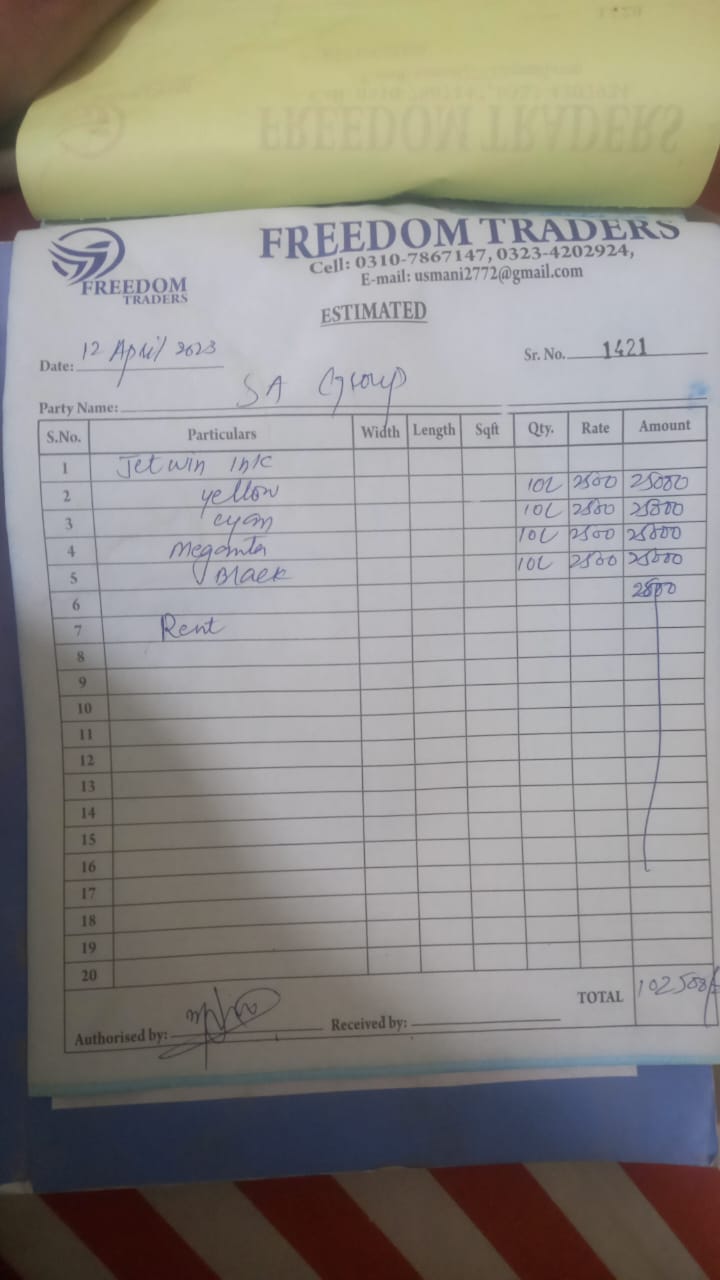 FREEDOM TRADERS
Cell: 0310-7867147, 0323-4202924,
E-mail: usmani2772@gmail.com
FREEDOM
TRADERS
ESTIMATED
Date: 12 April 2023
Sr. No. 1421
Party Name: SA Group
S.No. Particulars Width Length Sqft Qty. Rate Amount
1 Jetwin ink
2 yellow 10L 2500 25000
3 cyan 10L 2500 25000
4 Meganta 10L 2500 25000
5 Black 10L 2500 25000
6 2500
7 Rent
8
9
10
11
12
13
14
15
16
17
18
19
20
TOTAL 102500/=
Authorised by: Received by: